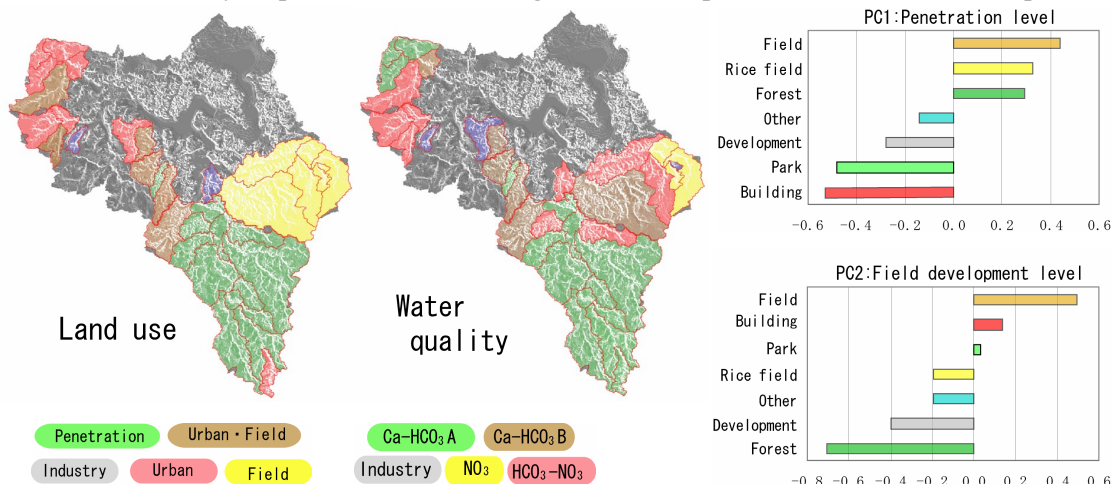 Land use
Penetration
Urban・Field
Industry
Urban
Field
Water
quality
Ca-HCO₃A
Ca-HCO₃B
Industry
NO₃
HCO₃-NO₃
PC1:Penetration level
Field
Rice field
Forest
Other
Development
Park
Building
-0.6 -0.4 -0.2 0.0 0.2 0.4 0.6
PC2:Field development level
Field
Building
Park
Rice field
Other
Development
Forest